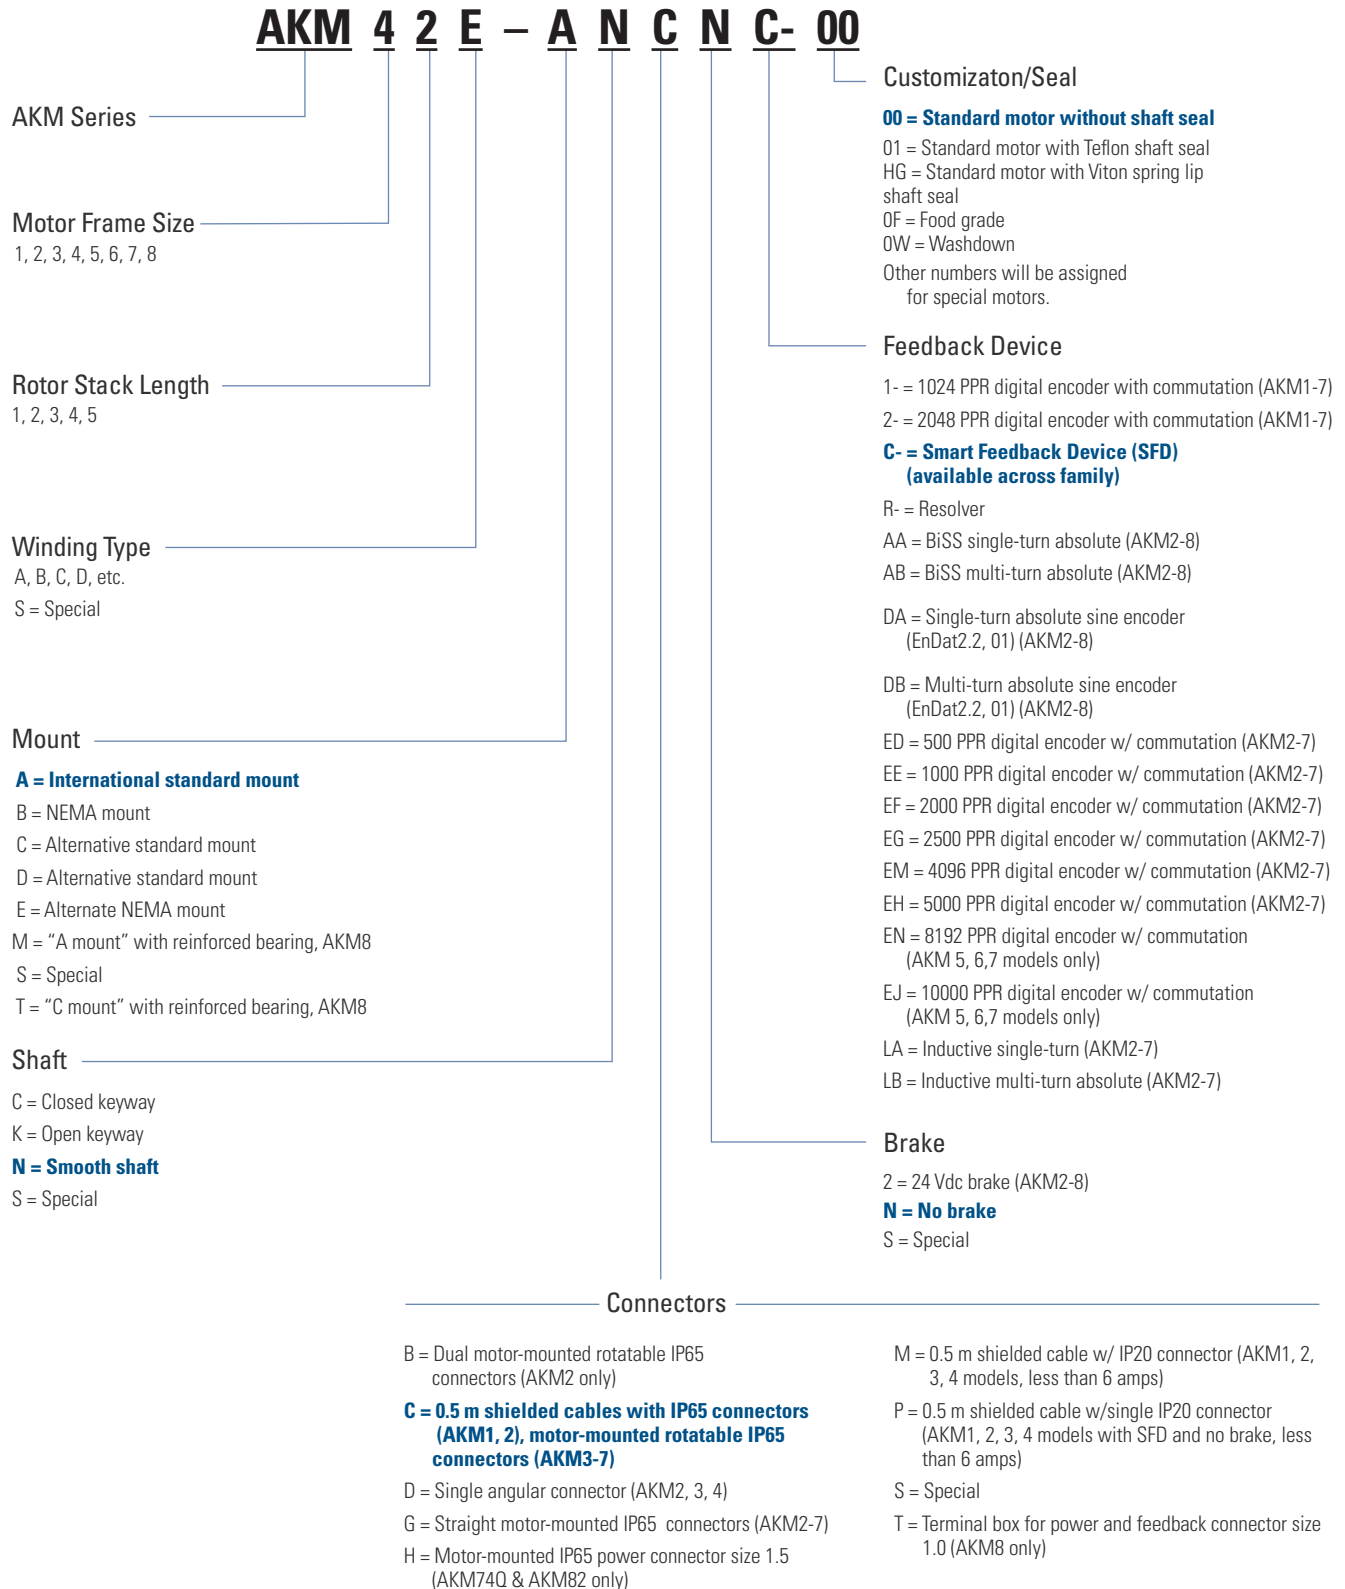 AKM 4 2 E – A N C N C- 00
AKM Series
Motor Frame Size
1, 2, 3, 4, 5, 6, 7, 8
Rotor Stack Length
1, 2, 3, 4, 5
Winding Type
A, B, C, D, etc.
S = Special
Mount
A = International standard mount
B = NEMA mount
C = Alternative standard mount
D = Alternative standard mount
E = Alternate NEMA mount
M = “A mount” with reinforced bearing, AKM8
S = Special
T = “C mount” with reinforced bearing, AKM8
Shaft
C = Closed keyway
K = Open keyway
N = Smooth shaft
S = Special
Customizaton/Seal
00 = Standard motor without shaft seal
01 = Standard motor with Teflon shaft seal
HG = Standard motor with Viton spring lip
shaft seal
0F = Food grade
0W = Washdown
Other numbers will be assigned
for special motors.
Feedback Device
1- = 1024 PPR digital encoder with commutation (AKM1-7)
2- = 2048 PPR digital encoder with commutation (AKM1-7)
C- = Smart Feedback Device (SFD)
(available across family)
R- = Resolver
AA = BiSS single-turn absolute (AKM2-8)
AB = BiSS multi-turn absolute (AKM2-8)
DA = Single-turn absolute sine encoder
(EnDat2.2, 01) (AKM2-8)
DB = Multi-turn absolute sine encoder
(EnDat2.2, 01) (AKM2-8)
ED = 500 PPR digital encoder w/ commutation (AKM2-7)
EE = 1000 PPR digital encoder w/ commutation (AKM2-7)
EF = 2000 PPR digital encoder w/ commutation (AKM2-7)
EG = 2500 PPR digital encoder w/ commutation (AKM2-7)
EM = 4096 PPR digital encoder w/ commutation (AKM2-7)
EH = 5000 PPR digital encoder w/ commutation (AKM2-7)
EN = 8192 PPR digital encoder w/ commutation
(AKM 5, 6,7 models only)
EJ = 10000 PPR digital encoder w/ commutation
(AKM 5, 6,7 models only)
LA = Inductive single-turn (AKM2-7)
LB = Inductive multi-turn absolute (AKM2-7)
Brake
2 = 24 Vdc brake (AKM2-8)
N = No brake
S = Special
Connectors
B = Dual motor-mounted rotatable IP65
connectors (AKM2 only)
C = 0.5 m shielded cables with IP65 connectors
(AKM1, 2), motor-mounted rotatable IP65
connectors (AKM3-7)
D = Single angular connector (AKM2, 3, 4)
G = Straight motor-mounted IP65 connectors (AKM2-7)
H = Motor-mounted IP65 power connector size 1.5
(AKM74Q & AKM82 only)
M = 0.5 m shielded cable w/ IP20 connector (AKM1, 2,
3, 4 models, less than 6 amps)
P = 0.5 m shielded cable w/single IP20 connector
(AKM1, 2, 3, 4 models with SFD and no brake, less
than 6 amps)
S = Special
T = Terminal box for power and feedback connector size
1.0 (AKM8 only)